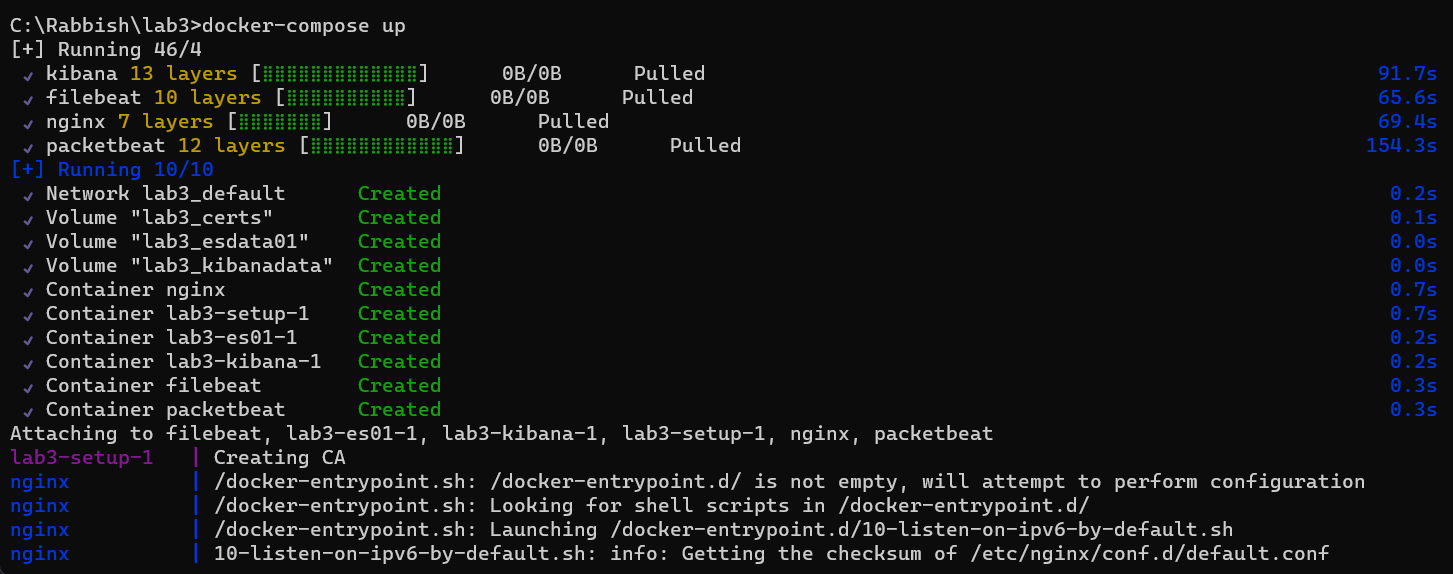 C:\Rabbish\lab3>docker-compose up
[+] Running 46/4
✓ kibana 13 layers [⣿⣿⣿⣿⣿⣿⣿⣿⣿⣿⣿⣿⣿] 0B/0B Pulled 91.7s
✓ filebeat 10 layers [⣿⣿⣿⣿⣿⣿⣿⣿⣿⣿] 0B/0B Pulled 65.6s
✓ nginx 7 layers [⣿⣿⣿⣿⣿⣿⣿] 0B/0B Pulled 69.4s
✓ packetbeat 12 layers [⣿⣿⣿⣿⣿⣿⣿⣿⣿⣿⣿⣿] 0B/0B Pulled 154.3s
[+] Running 10/10
✓ Network lab3_default Created 0.2s
✓ Volume "lab3_certs" Created 0.1s
✓ Volume "lab3_esdata01" Created 0.0s
✓ Volume "lab3_kibanadata" Created 0.0s
✓ Container nginx Created 0.7s
✓ Container lab3-setup-1 Created 0.7s
✓ Container lab3-es01-1 Created 0.2s
✓ Container lab3-kibana-1 Created 0.2s
✓ Container filebeat Created 0.3s
✓ Container packetbeat Created 0.3s
Attaching to filebeat, lab3-es01-1, lab3-kibana-1, lab3-setup-1, nginx, packetbeat
lab3-setup-1 | Creating CA
nginx | /docker-entrypoint.sh: /docker-entrypoint.d/ is not empty, will attempt to perform configuration
nginx | /docker-entrypoint.sh: Looking for shell scripts in /docker-entrypoint.d/
nginx | /docker-entrypoint.sh: Launching /docker-entrypoint.d/10-listen-on-ipv6-by-default.sh
nginx | 10-listen-on-ipv6-by-default.sh: info: Getting the checksum of /etc/nginx/conf.d/default.conf